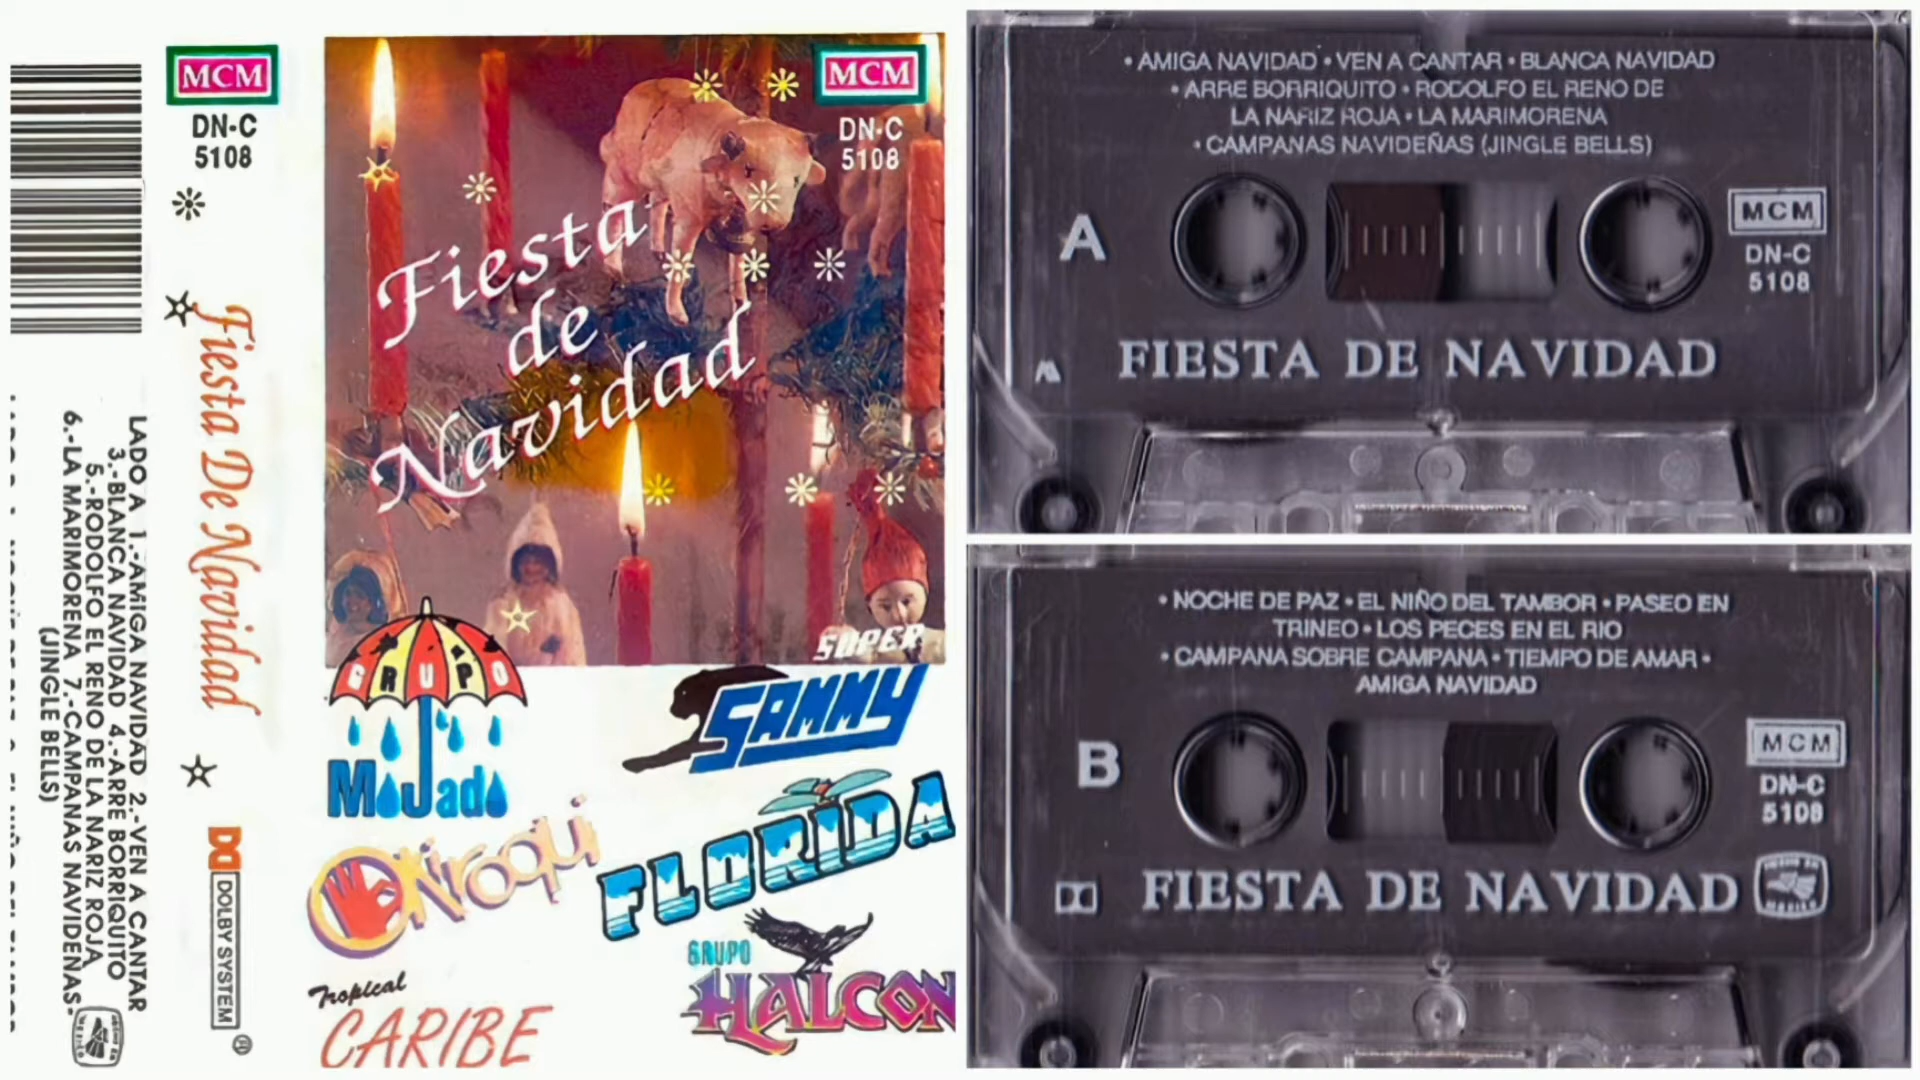 MCM
DN-C
5108
Fiesta De Navidad
LADO A 1.-AMIGA NAVIDAD 2.-VEN A CANTAR
3.-BLANCA NAVIDAD 4.-ARRE BORRIQUITO
5.-RODOLFO EL RENO DE LA NARIZ ROJA
6.-LA MARIMORENA 7.-CAMPANAS NAVIDEÑAS
(JINGLE BELLS)
DOLBY SYSTEM
MCM
DN-C
5108
Fiesta
de
Navidad
SUPER
GRUPO
MOJado
SAMMY
Kiroqui
FLORIDA
GRUPO
HALCON
Tropical
CARIBE
• AMIGA NAVIDAD • VEN A CANTAR • BLANCA NAVIDAD
• ARRE BORRIQUITO • RODOLFO EL RENO DE
LA NARIZ ROJA • LA MARIMORENA
• CAMPANAS NAVIDEÑAS (JINGLE BELLS)
A
MCM
DN-C
5108
FIESTA DE NAVIDAD
• NOCHE DE PAZ • EL NIÑO DEL TAMBOR • PASEO EN
TRINEO • LOS PECES EN EL RIO
• CAMPANA SOBRE CAMPANA • TIEMPO DE AMAR •
AMIGA NAVIDAD
B
MCM
DN-C
5108
FIESTA DE NAVIDAD
HECHO EN
MEXICO